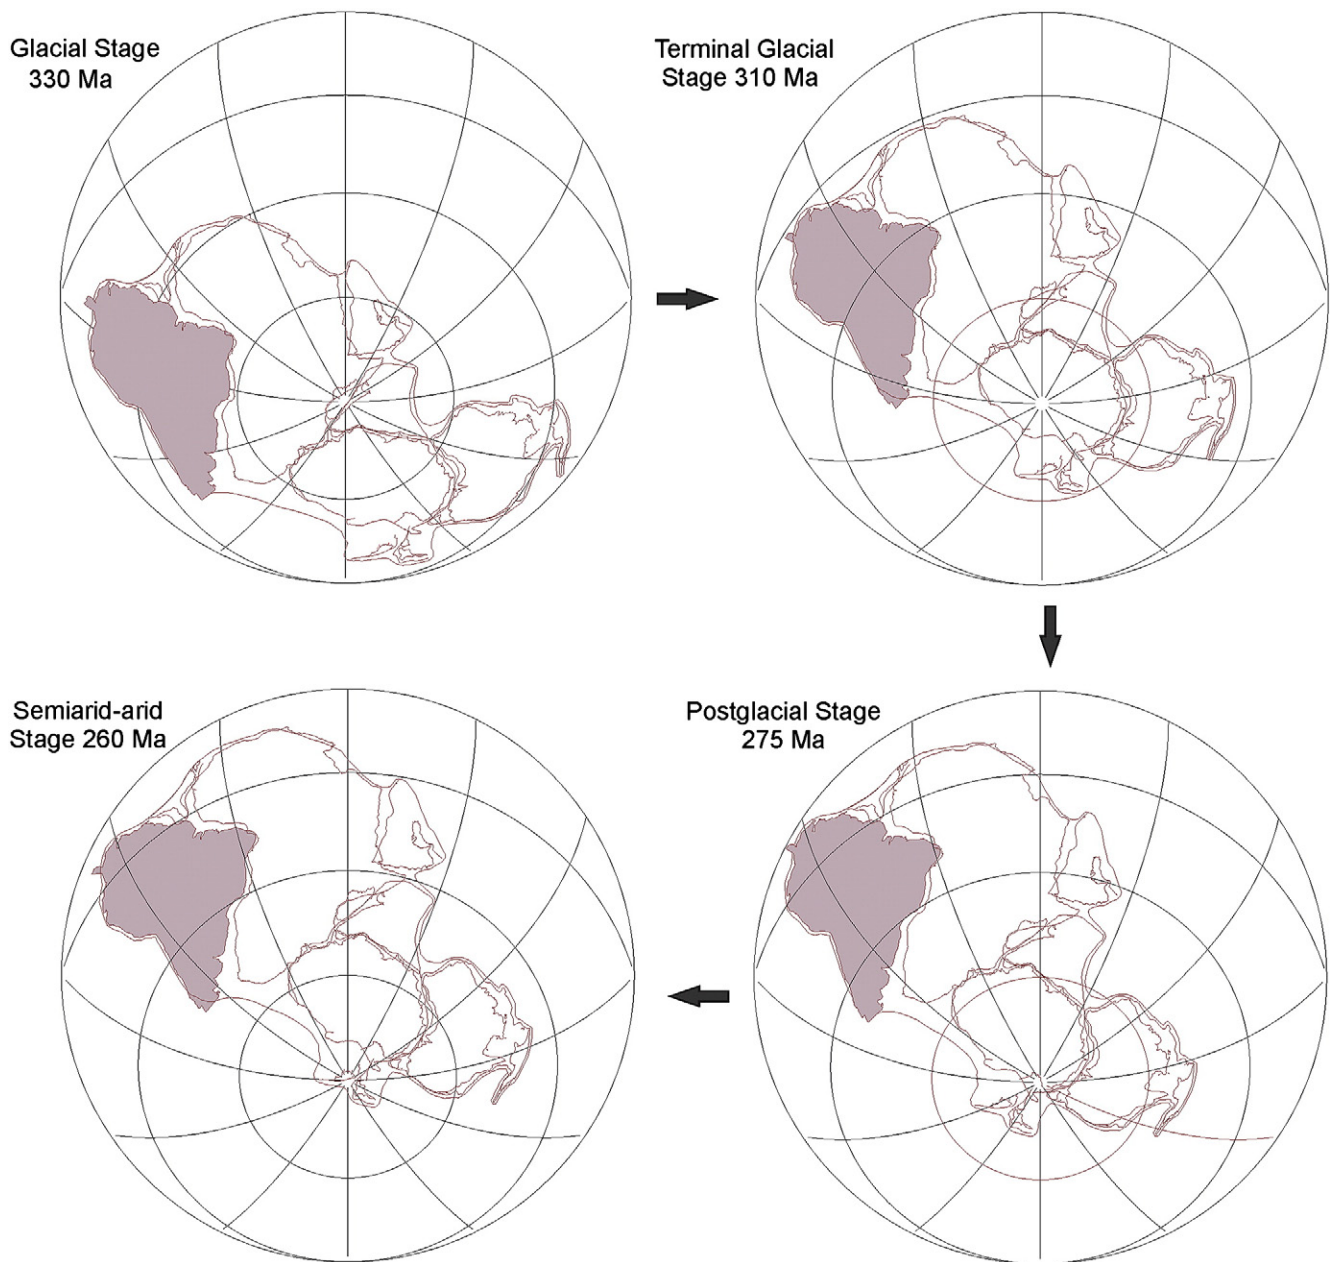 Glacial Stage
330 Ma
Terminal Glacial
Stage 310 Ma
Semiarid-arid
Stage 260 Ma
Postglacial Stage
275 Ma